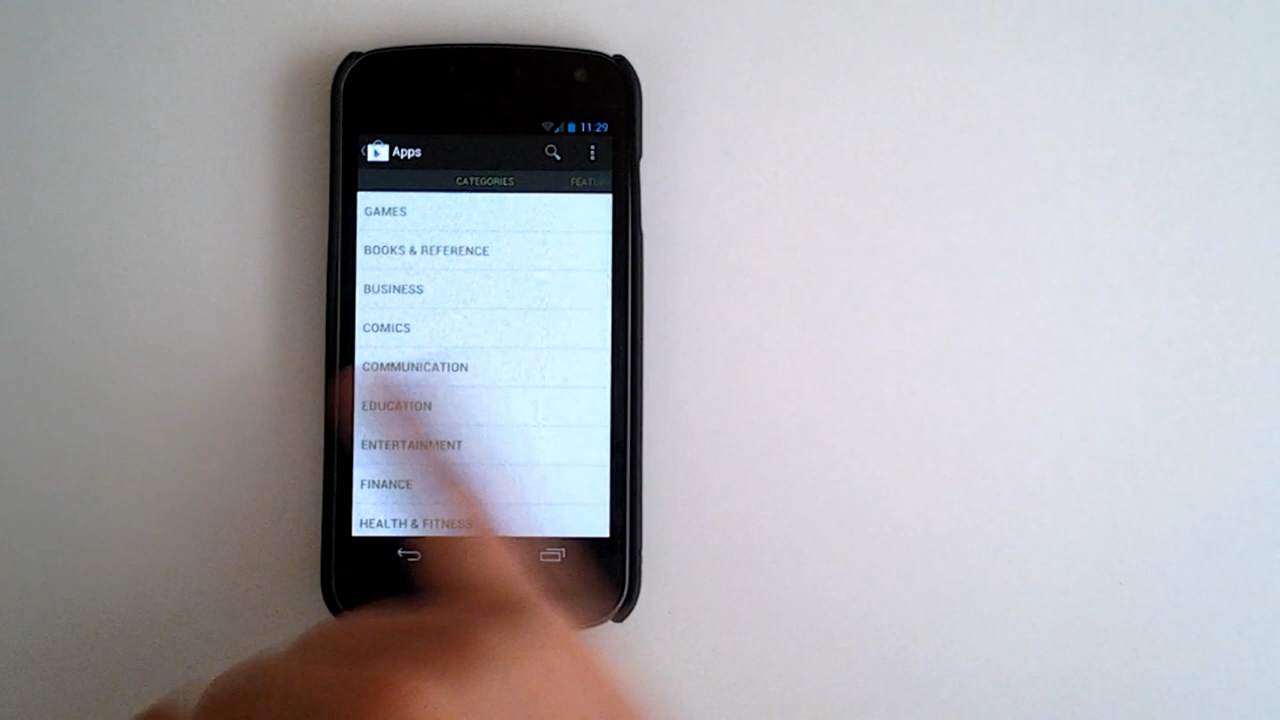 11:29
Apps
CATEGORIES FEATU
GAMES
BOOKS & REFERENCE
BUSINESS
COMICS
COMMUNICATION
EDUCATION
ENTERTAINMENT
FINANCE
HEALTH & FITNESS